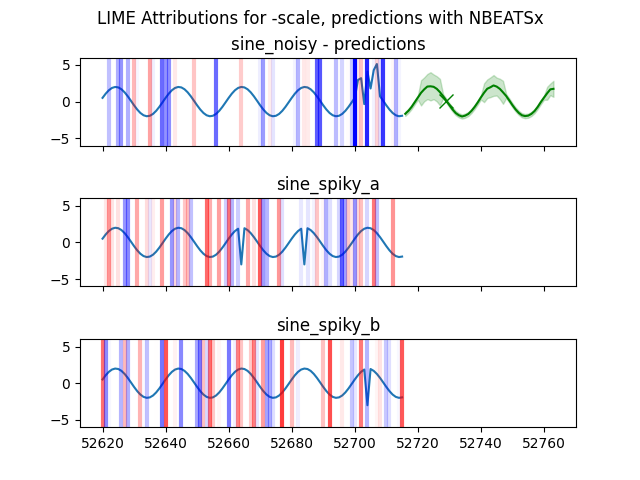 LIME Attributions for -scale, predictions with NBEATSx
sine_noisy - predictions
5
0
−5
sine_spiky_a
5
0
−5
sine_spiky_b
5
0
−5
52620 52640 52660 52680 52700 52720 52740 52760